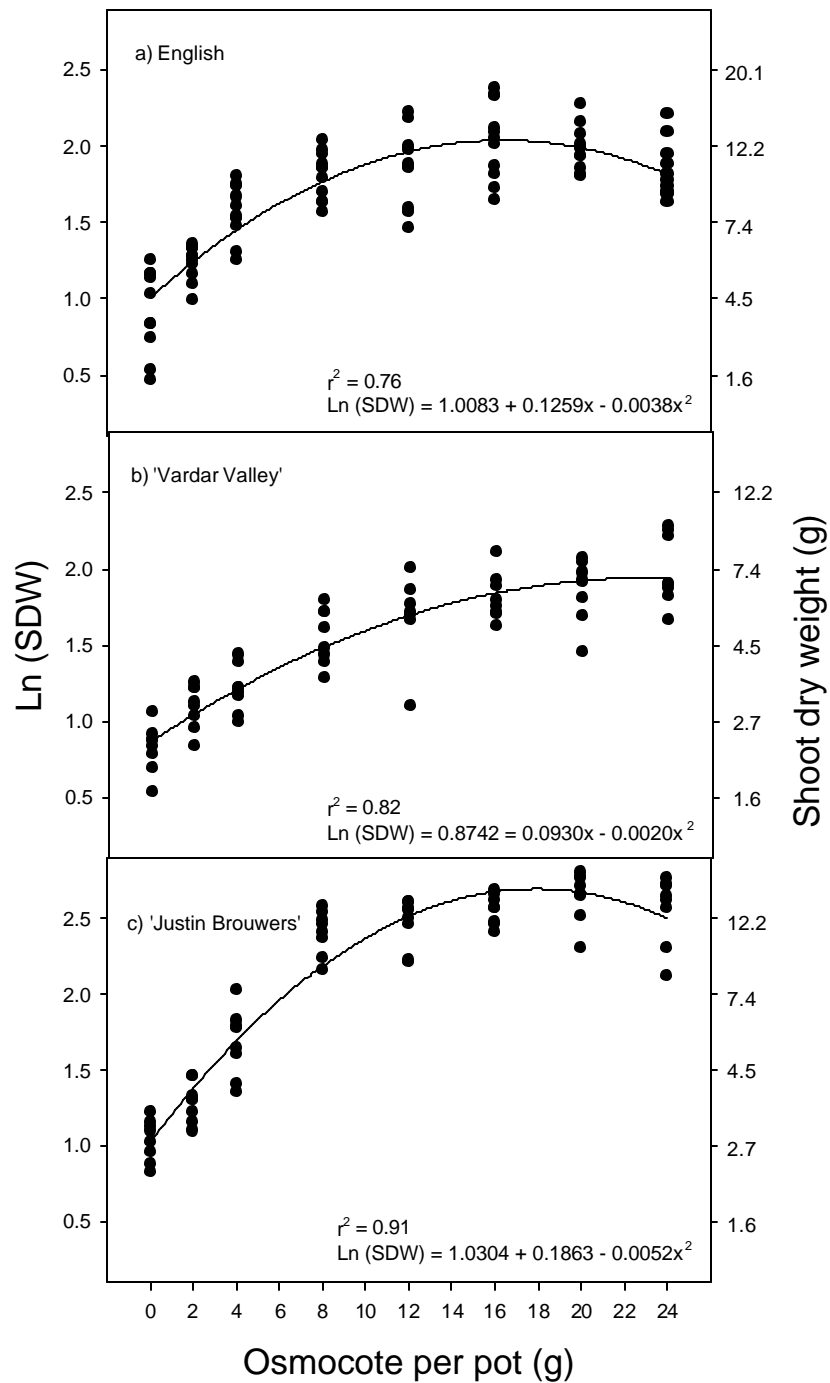 a) English
2.5
2.0
1.5
1.0
0.5
20.1
12.2
7.4
4.5
1.6
r² = 0.76
Ln (SDW) = 1.0083 + 0.1259x - 0.0038x²
b) 'Vardar Valley'
2.5
2.0
1.5
1.0
0.5
12.2
7.4
4.5
2.7
1.6
r² = 0.82
Ln (SDW) = 0.8742 = 0.0930x - 0.0020x²
Ln (SDW)
Shoot dry weight (g)
c) 'Justin Brouwers'
2.5
2.0
1.5
1.0
0.5
12.2
7.4
4.5
2.7
1.6
r² = 0.91
Ln (SDW) = 1.0304 + 0.1863 - 0.0052x²
0 2 4 6 8 10 12 14 16 18 20 22 24
Osmocote per pot (g)